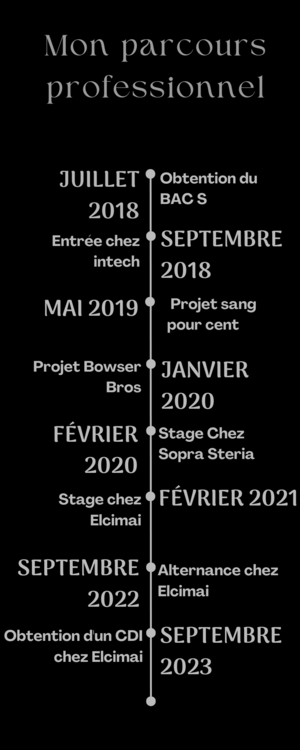 Mon parcours
professionnel
JUILLET
2018
Obtention du
BAC S
Entrée chez
intech
SEPTEMBRE
2018
MAI 2019
Projet sang
pour cent
Projet Bowser
Bros
JANVIER
2020
FÉVRIER
2020
Stage Chez
Sopra Steria
Stage chez
Elcimai
FÉVRIER 2021
SEPTEMBRE
2022
Alternance chez
Elcimai
Obtention d'un CDI
chez Elcimai
SEPTEMBRE
2023